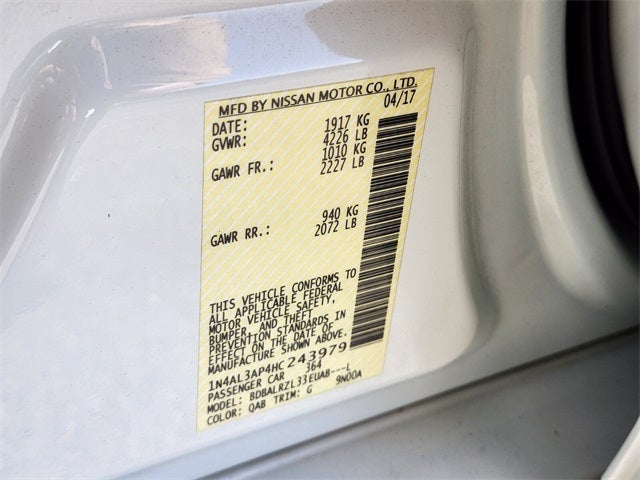 MFD BY NISSAN MOTOR CO., LTD.
DATE: 04/17
GVWR: 1917 KG
4226 LB
GAWR FR.: 1010 KG
2227 LB
GAWR RR.: 940 KG
2072 LB
THIS VEHICLE CONFORMS TO
ALL APPLICABLE FEDERAL
MOTOR VEHICLE SAFETY,
BUMPER, AND THEFT
PREVENTION STANDARDS IN
EFFECT ON THE DATE OF
MANUFACTURE SHOWN ABOVE.
1N4AL3AP4HC243979
PASSENGER CAR 364
MODEL: BDBALRZL33EUAB---L
COLOR: QAB TRIM: G 9N00A